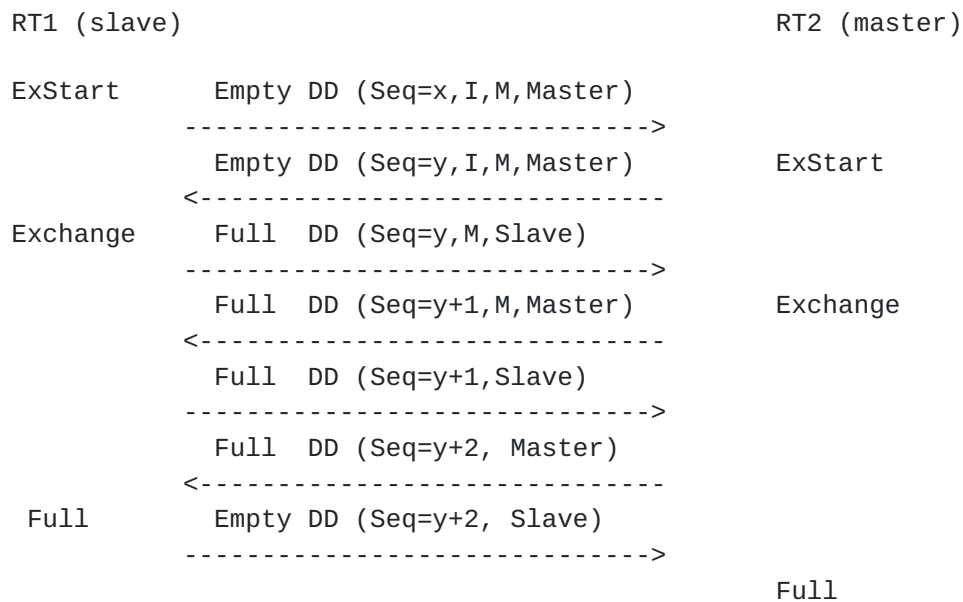 RT1 (slave) RT2 (master)
ExStart Empty DD (Seq=x,I,M,Master)
------------------------------>
Empty DD (Seq=y,I,M,Master) ExStart
<------------------------------
Exchange Full DD (Seq=y,M,Slave)
------------------------------>
Full DD (Seq=y+1,M,Master) Exchange
<------------------------------
Full DD (Seq=y+1,Slave)
------------------------------>
Full DD (Seq=y+2, Master)
<------------------------------
Full Empty DD (Seq=y+2, Slave)
------------------------------>
Full